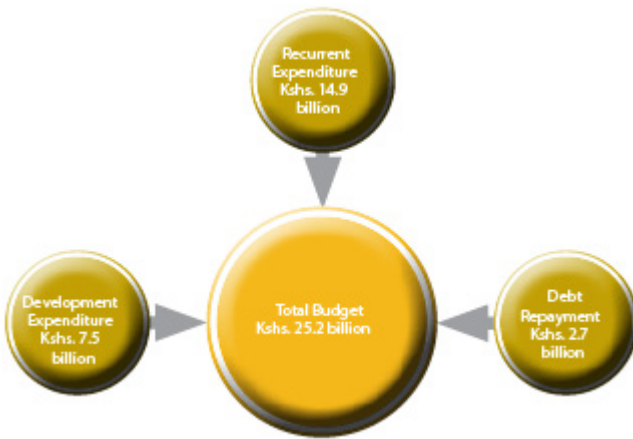 Recurrent
Expenditure
Kshs. 14.9
billion
Development
Expenditure
Kshs. 7.5
billion
Total Budget
Kshs. 25.2 billion
Debt
Repayment
Kshs. 2.7
billion